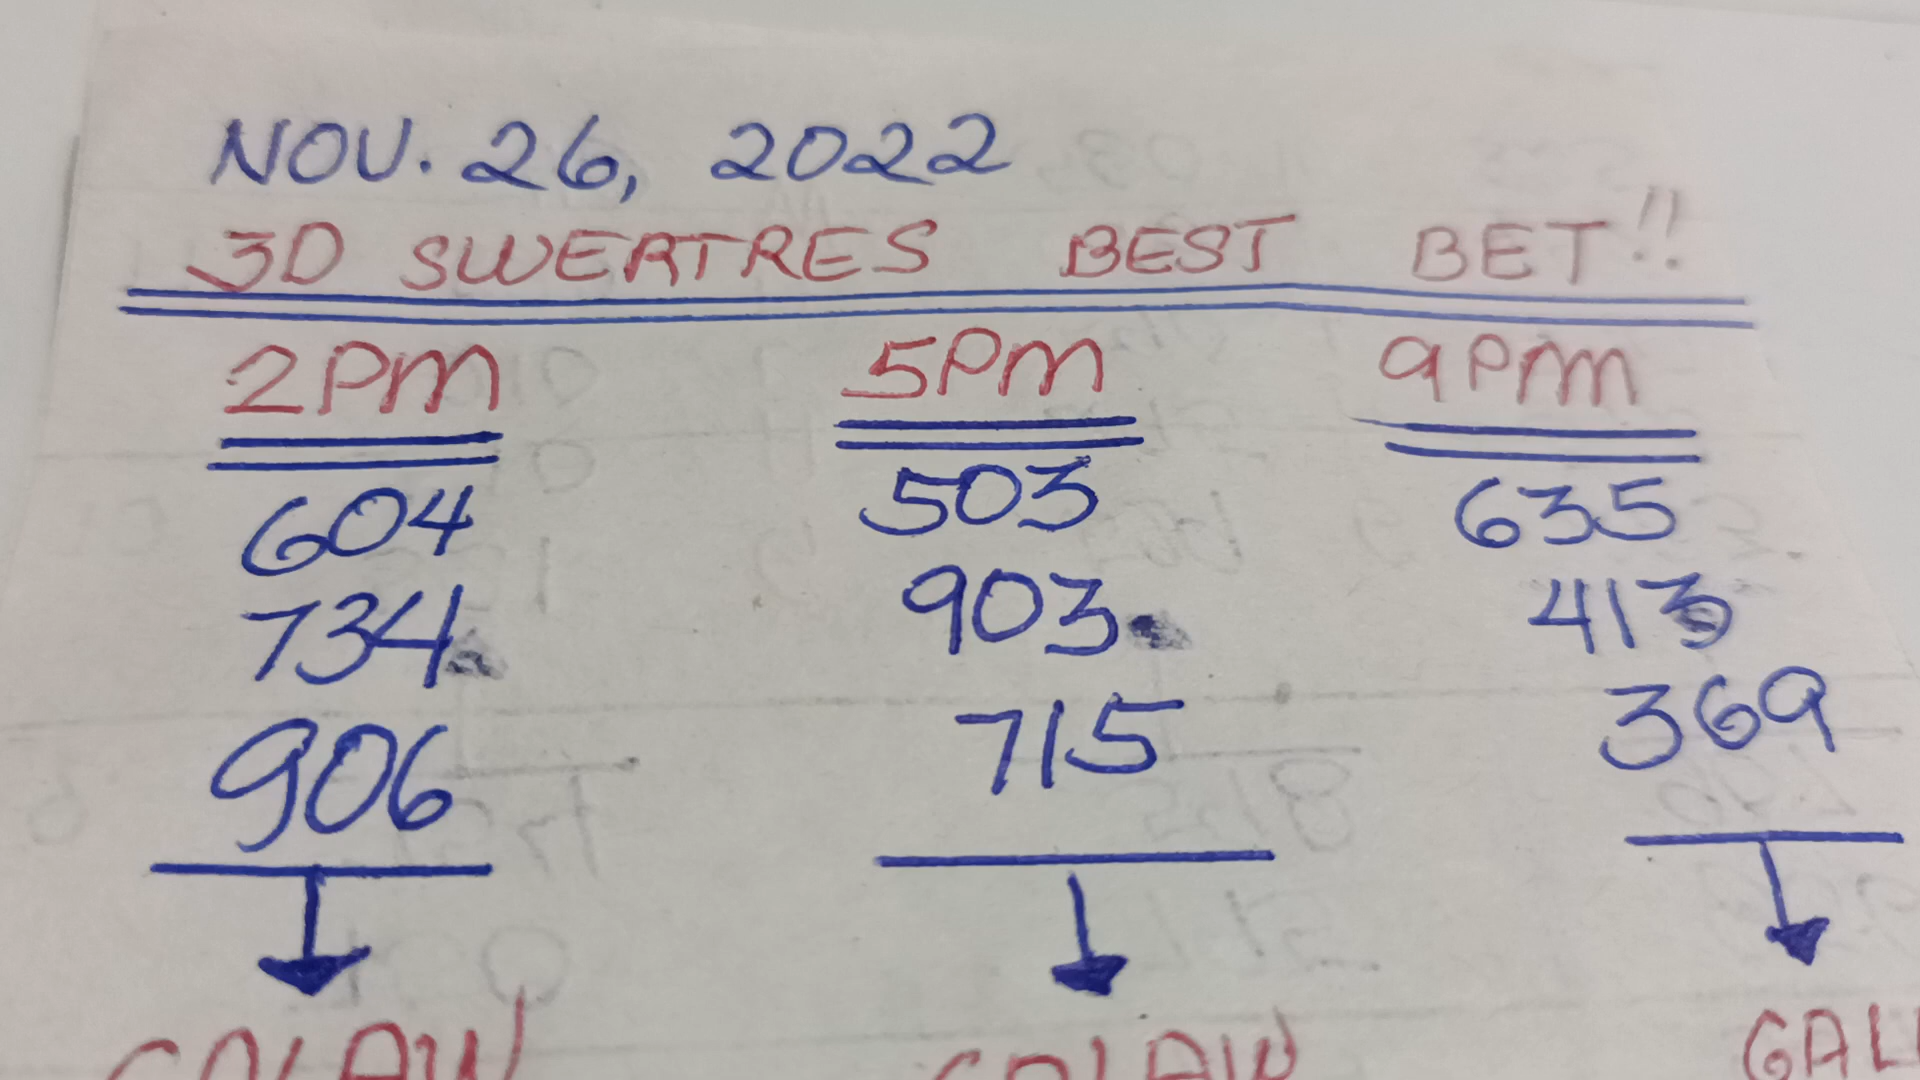 NOV. 26, 2022
3D SWERTRES BEST BET!!
2PM 5PM 9PM
604 503 635
734 903 413
906 715 369